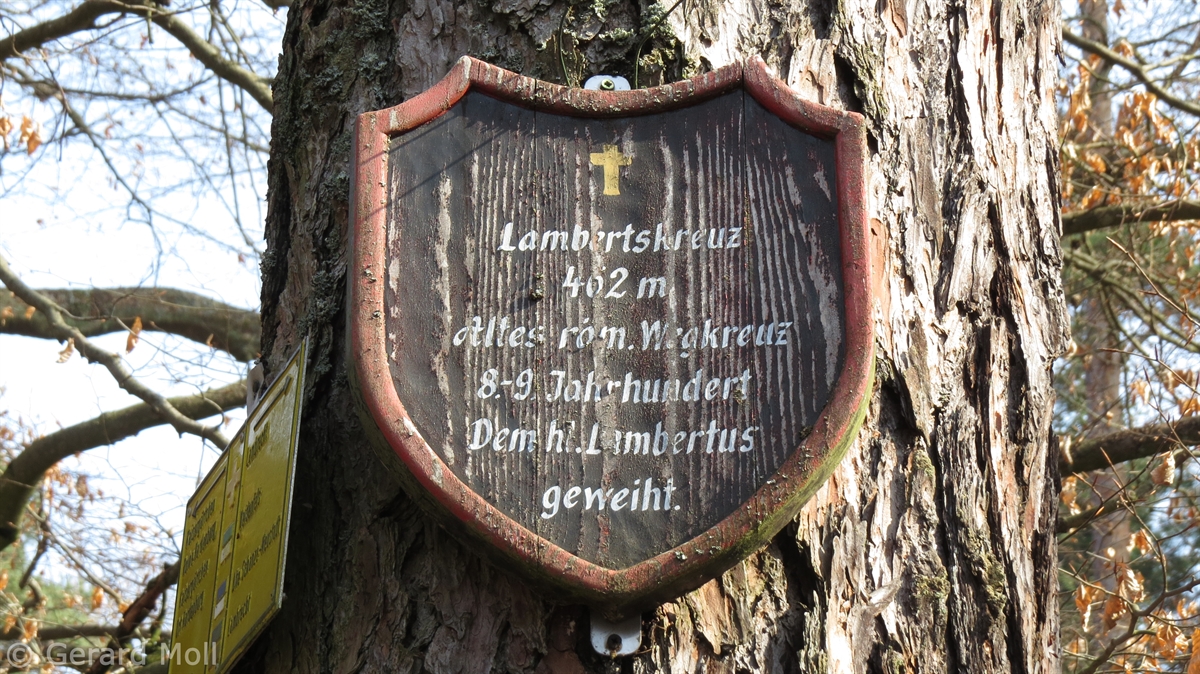 Lambertskreuz
402 m
Altes röm. Wegkreuz
8.-9. Jahrhundert
Dem hl. Lambertus
geweiht.
© Gerard Moll